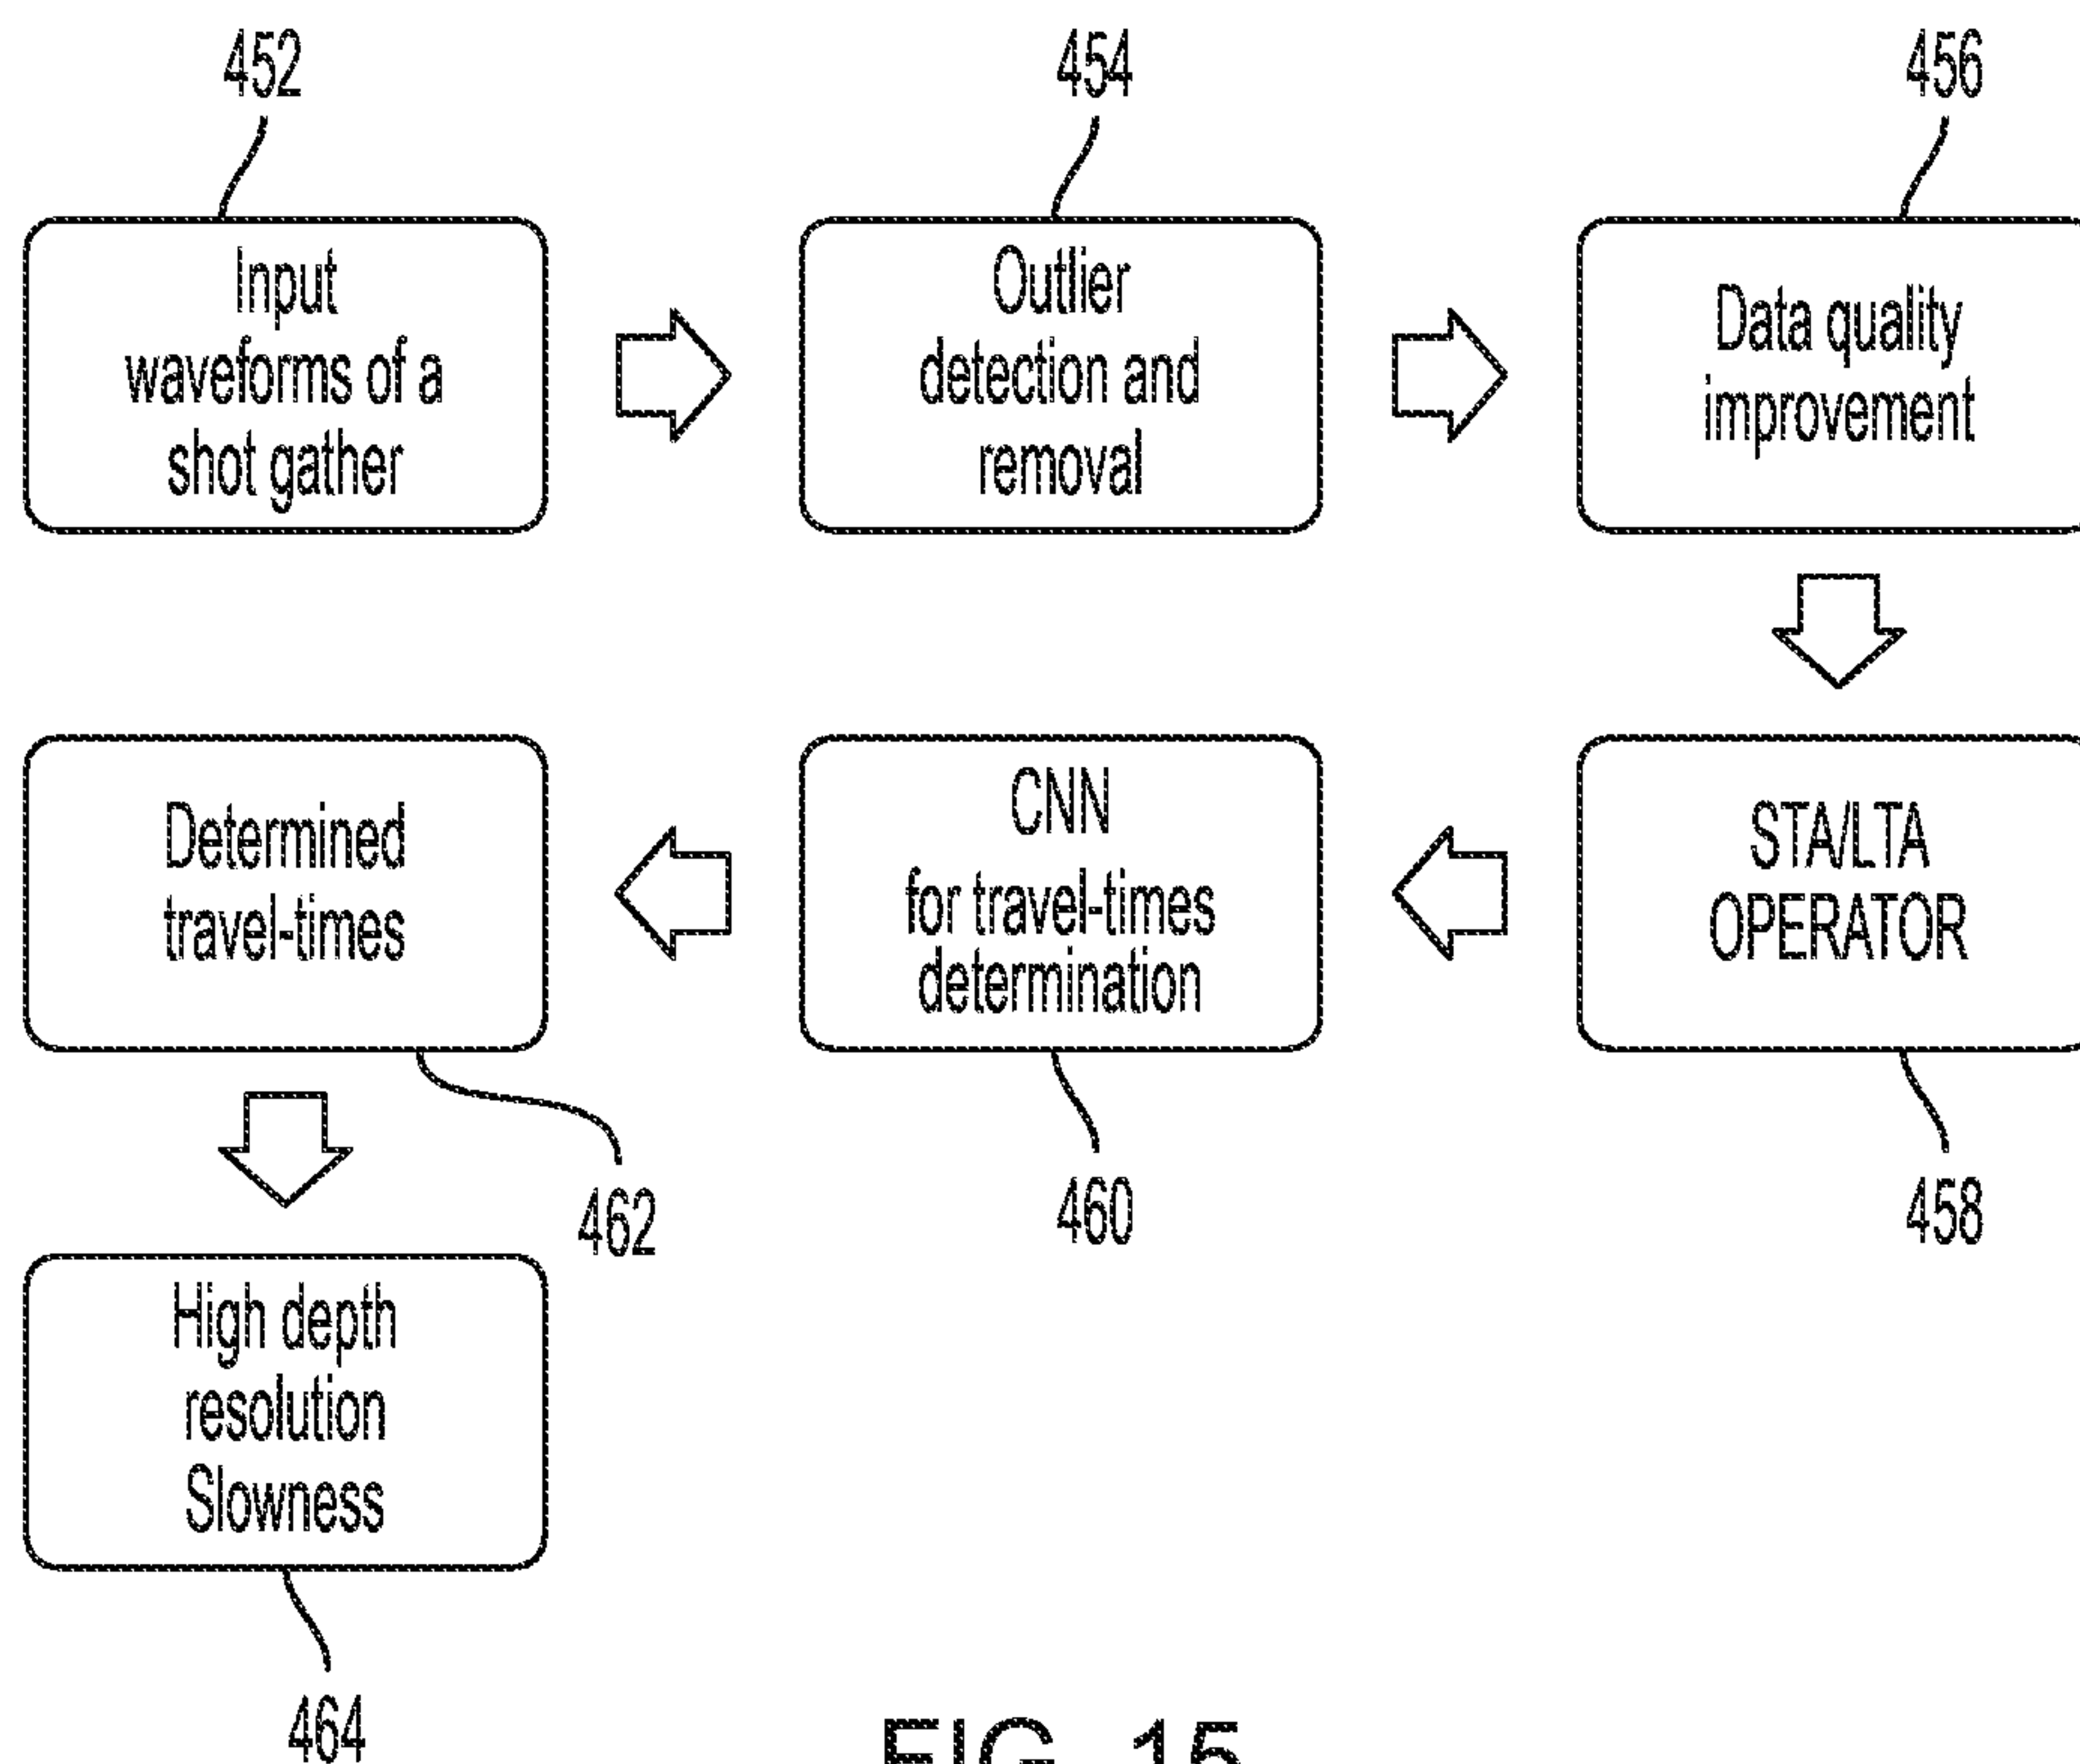 452
454
456
Input
waveforms of a
shot gather
Outlier
detection and
removal
Data quality
improvement
STA/LTA
OPERATOR
458
CNN
for travel-times
determination
460
Determined
travel-times
462
High depth
resolution
Slowness
464
FIG. 15